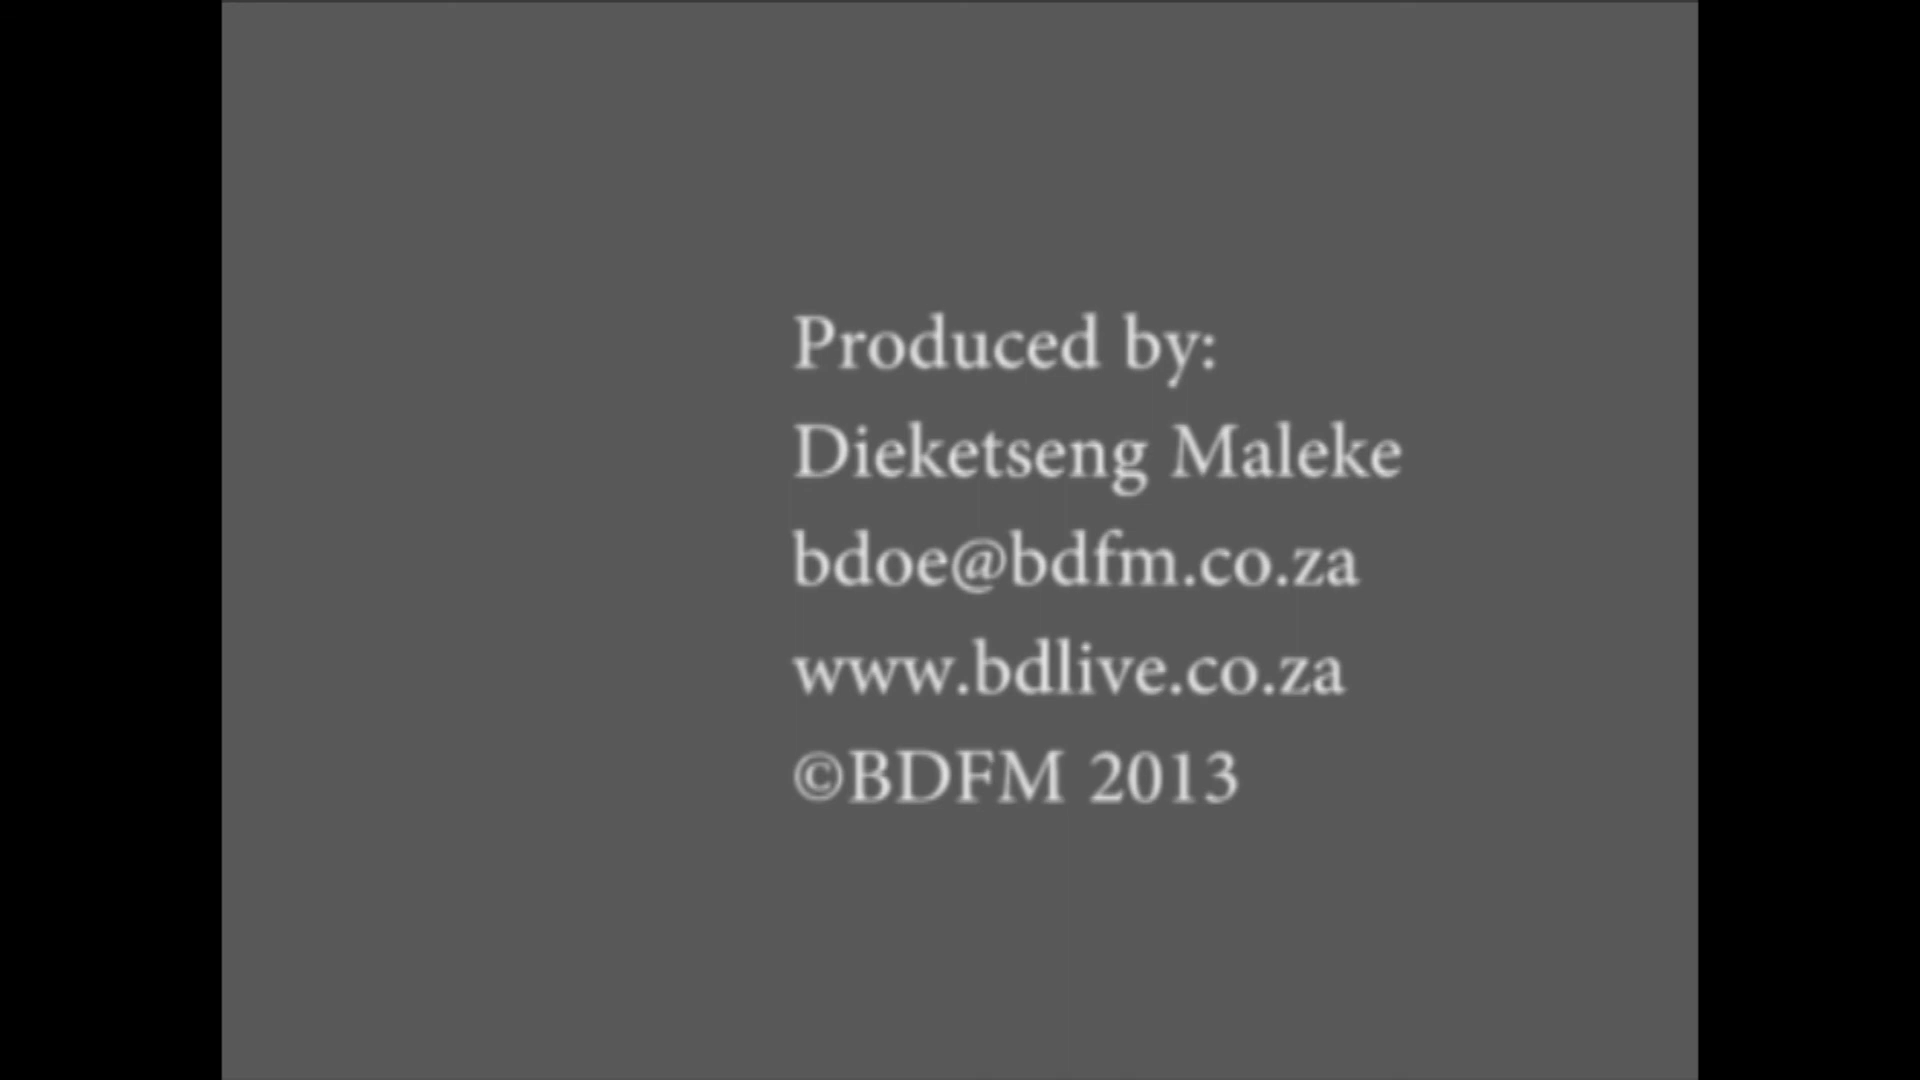 Produced by:
Dieketseng Maleke
bdoe@bdfm.co.za
www.bdlive.co.za
©BDFM 2013